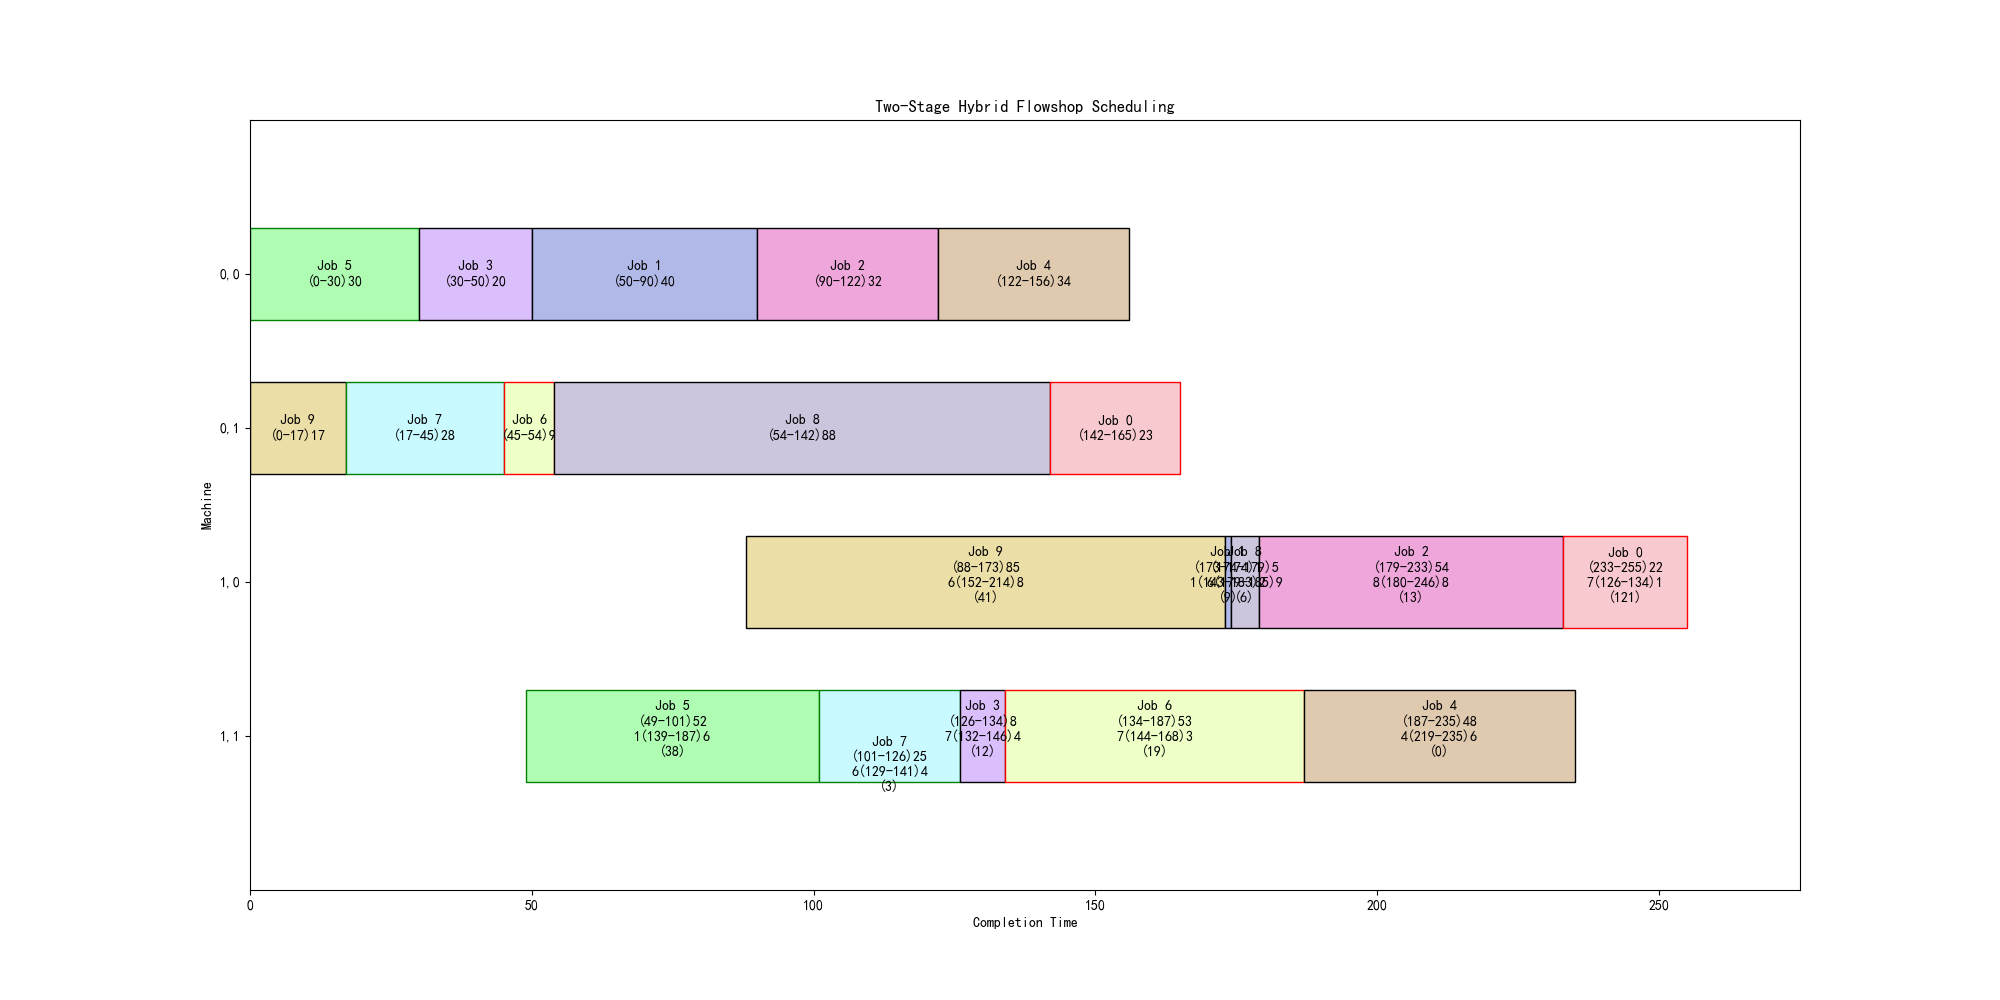 Two-Stage Hybrid Flowshop Scheduling
Machine
0,0
Job 5
(0-30)30
Job 3
(30-50)20
Job 1
(50-90)40
Job 2
(90-122)32
Job 4
(122-156)34
0,1
Job 9
(0-17)17
Job 7
(17-45)28
Job 6
(45-54)9
Job 8
(54-142)88
Job 0
(142-165)23
1,0
Job 9
(88-173)85
6(152-214)8
(41)
Job 8
(6)
Job 2
(179-233)54
8(180-246)8
(13)
Job 0
(233-255)22
7(126-134)1
(121)
1,1
Job 5
(49-101)52
1(139-187)6
(38)
Job 7
(101-126)25
6(129-141)4
(3)
Job 3
(126-134)8
7(132-146)4
(12)
Job 6
(134-187)53
7(144-168)3
(19)
Job 4
(187-235)48
4(219-235)6
(0)
0
50
100
150
200
250
Completion Time